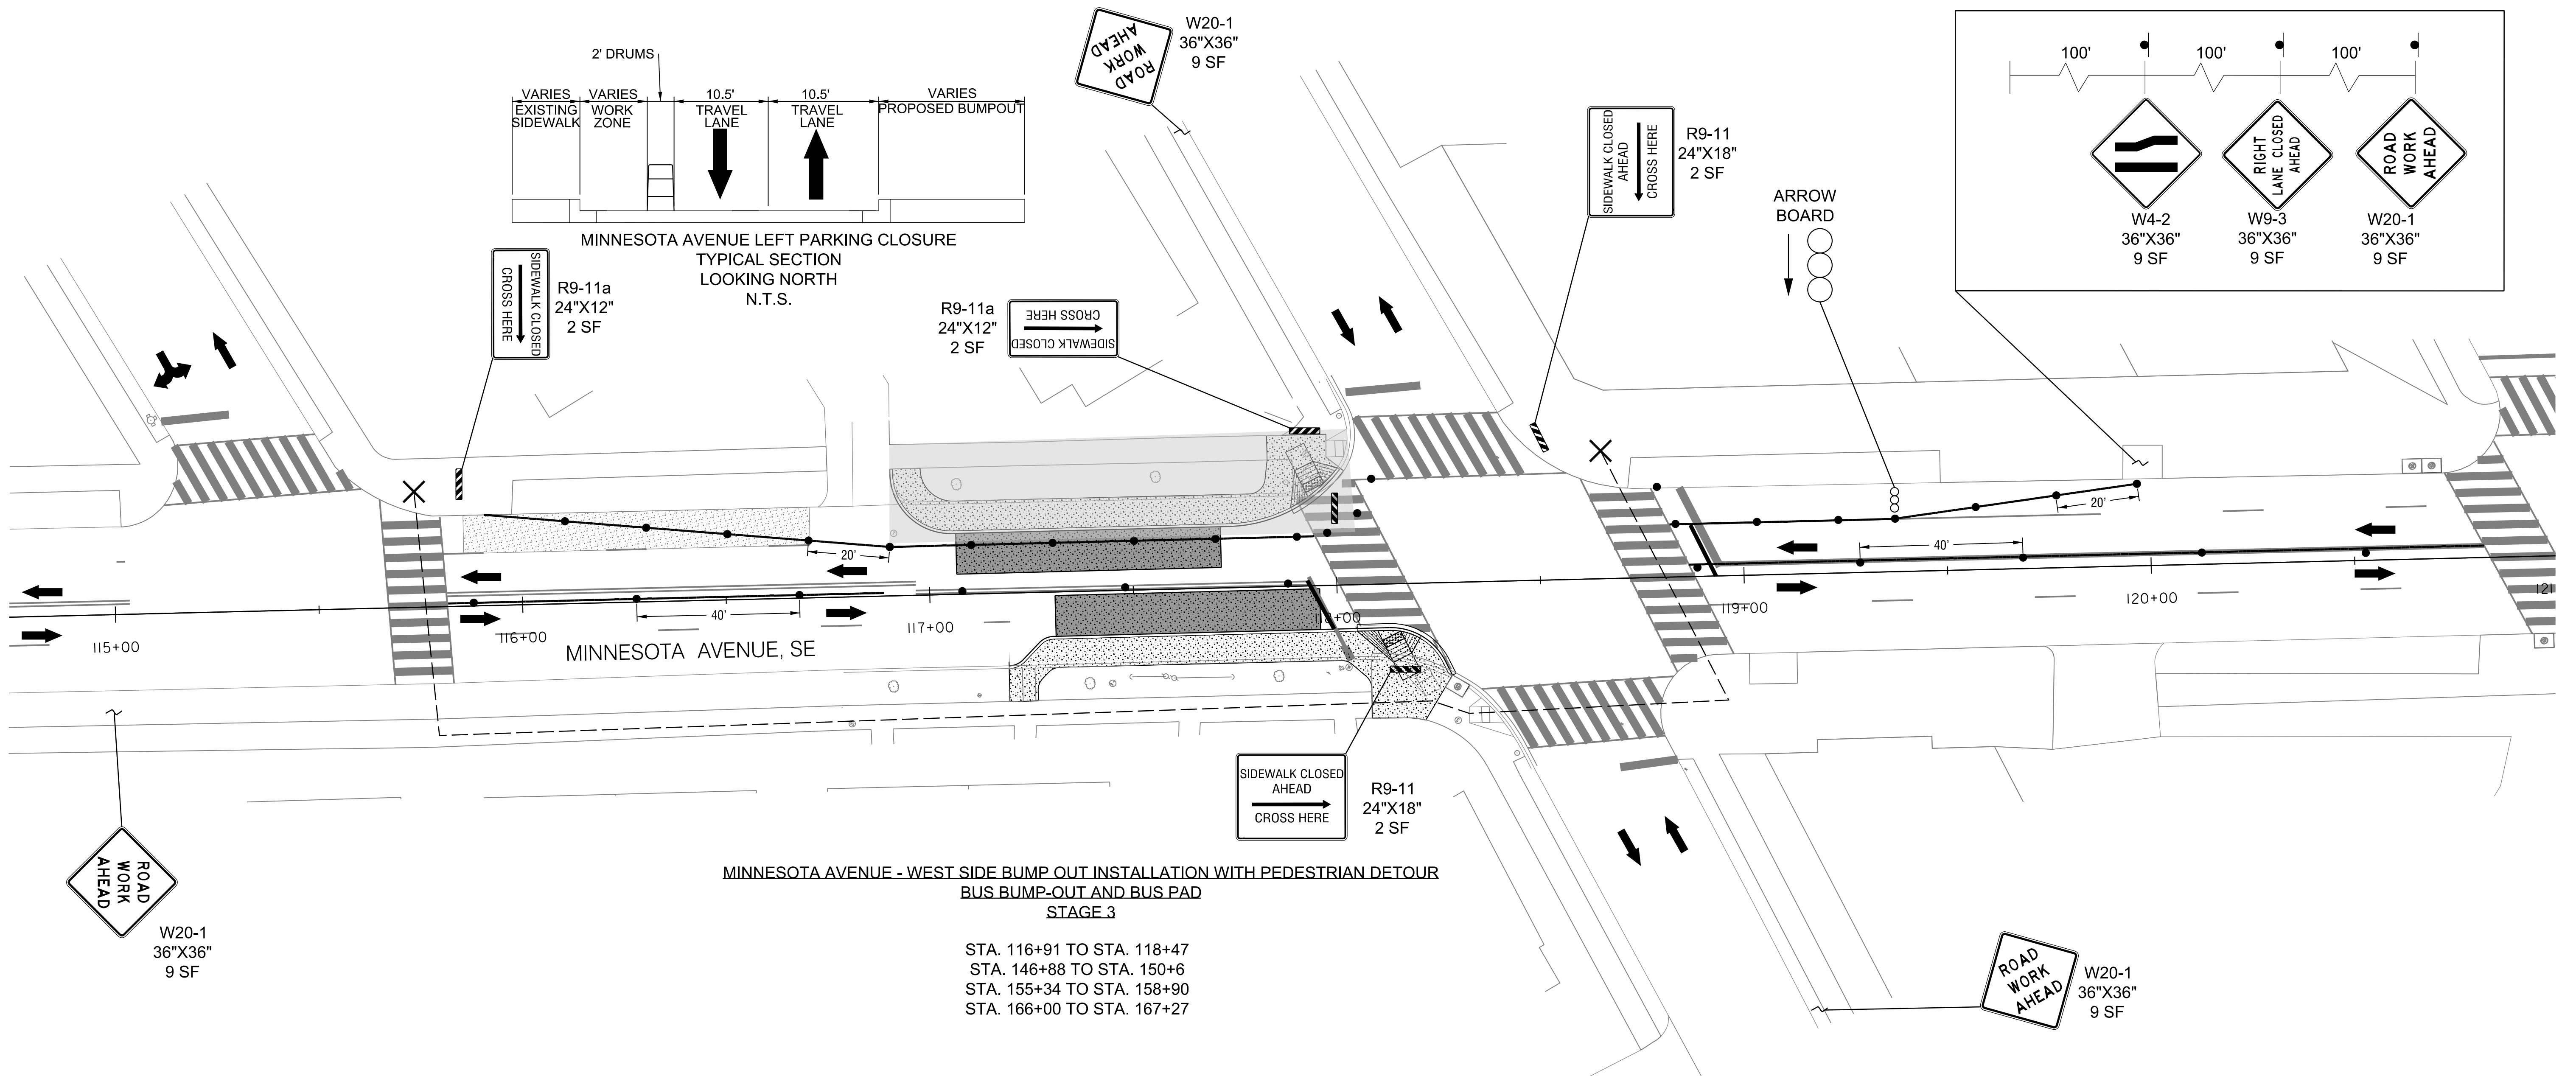 W20-1
36"X36"
9 SF
ROAD
WORK
AHEAD
2' DRUMS
VARIES
EXISTING
SIDEWALK
VARIES
WORK
ZONE
10.5'
TRAVEL
LANE
10.5'
TRAVEL
LANE
VARIES
PROPOSED BUMPOUT
MINNESOTA AVENUE LEFT PARKING CLOSURE
TYPICAL SECTION
LOOKING NORTH
N.T.S.
SIDEWALK CLOSED
AHEAD
CROSS HERE
R9-11
24"X18"
2 SF
ARROW
BOARD
100'
100'
100'
RIGHT
LANE CLOSED
AHEAD
ROAD
WORK
AHEAD
W4-2
36"X36"
9 SF
W9-3
36"X36"
9 SF
W20-1
36"X36"
9 SF
SIDEWALK CLOSED
CROSS HERE
R9-11a
24"X12"
2 SF
R9-11a
24"X12"
2 SF
SIDEWALK CLOSED
CROSS HERE
20'
40'
20'
40'
115+00
116+00
117+00
119+00
120+00
121
MINNESOTA AVENUE, SE
ROAD
WORK
AHEAD
W20-1
36"X36"
9 SF
SIDEWALK CLOSED
AHEAD
CROSS HERE
R9-11
24"X18"
2 SF
MINNESOTA AVENUE - WEST SIDE BUMP OUT INSTALLATION WITH PEDESTRIAN DETOUR
BUS BUMP-OUT AND BUS PAD
STAGE 3
STA. 116+91 TO STA. 118+47
STA. 146+88 TO STA. 150+6
STA. 155+34 TO STA. 158+90
STA. 166+00 TO STA. 167+27
ROAD
WORK
AHEAD
W20-1
36"X36"
9 SF